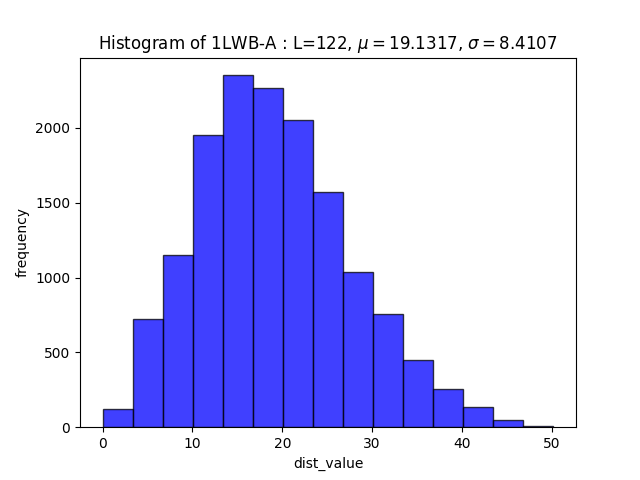 Histogram of 1LWB-A : L=122, μ = 19.1317, σ = 8.4107
frequency
2000
1500
1000
500
0
0 10 20 30 40 50
dist_value